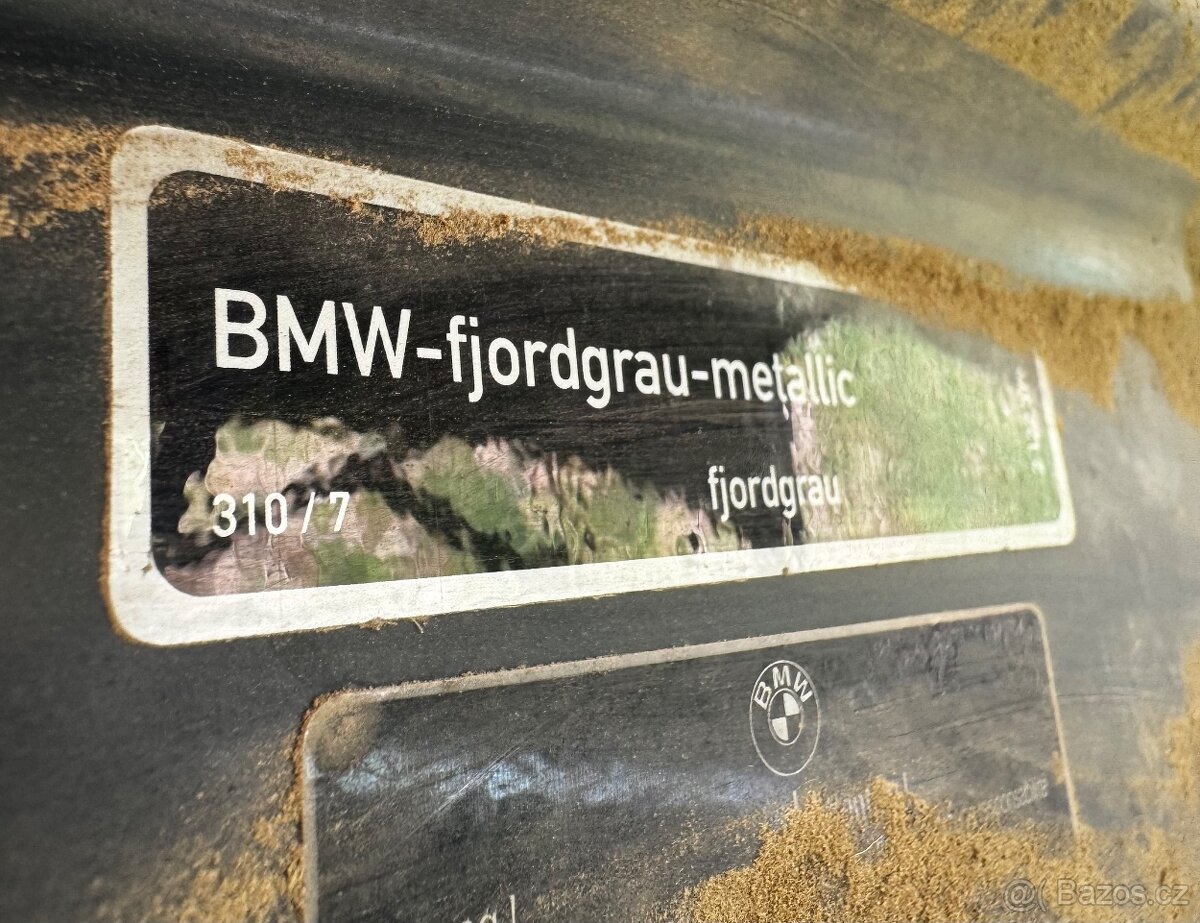 BMW-fjordgrau-metallic
310/7
fjordgrau
BMW
@ Bazos.cz